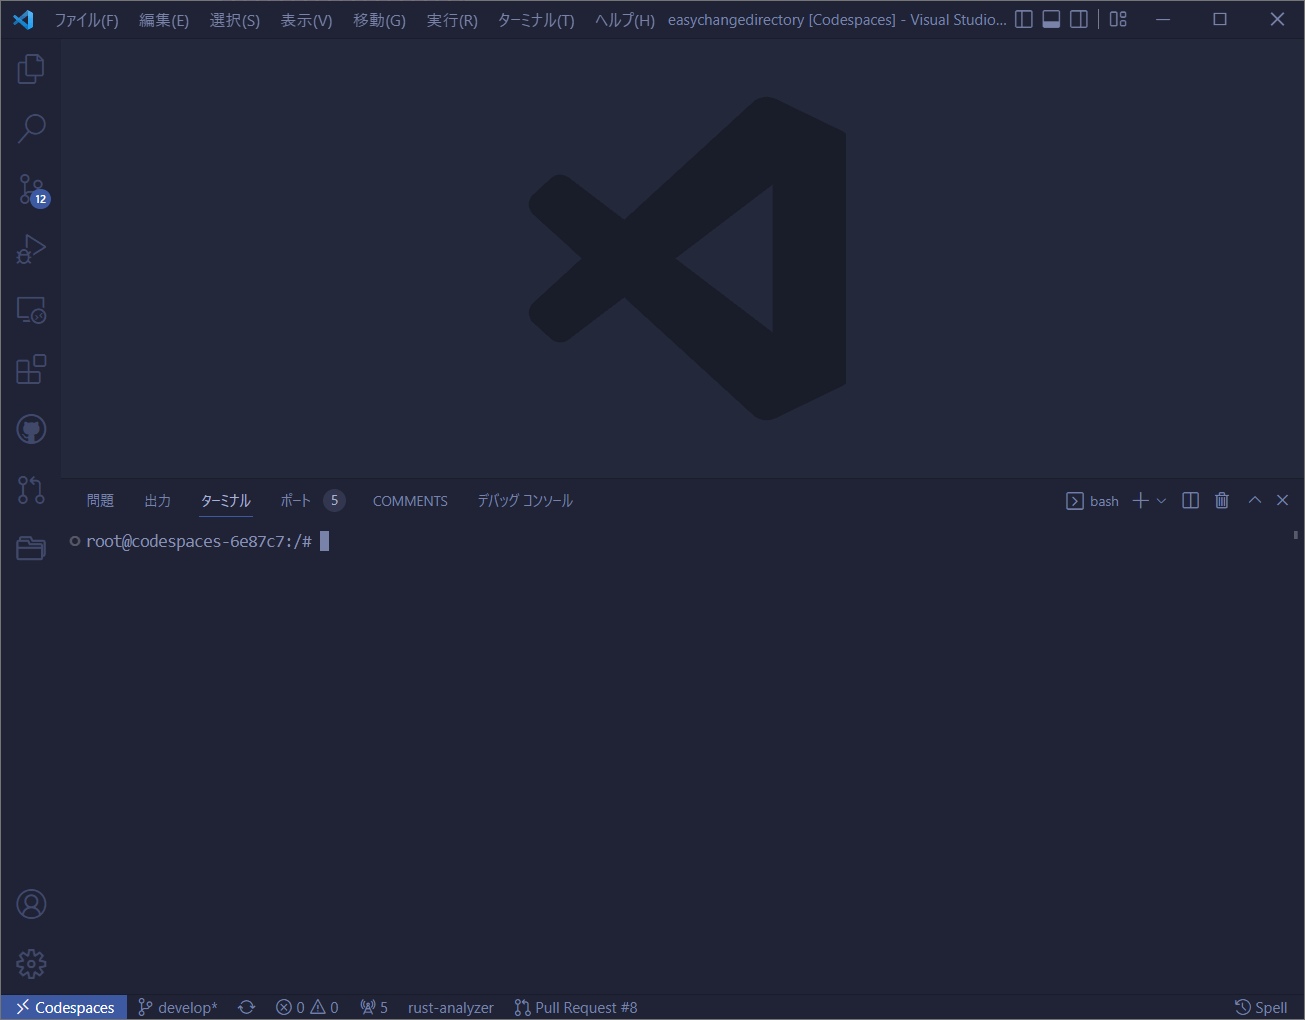 ファイル(F) 編集(E) 選択(S) 表示(V) 移動(G) 実行(R) ターミナル(T) ヘルプ(H) easychangedirectory [Codespaces] - Visual Studio...
12
問題 出力 ターミナル ポート 5 COMMENTS デバッグ コンソール bash
root@codespaces-6e87c7:/#
Codespaces develop* 0 0 5 rust-analyzer Pull Request #8 Spell